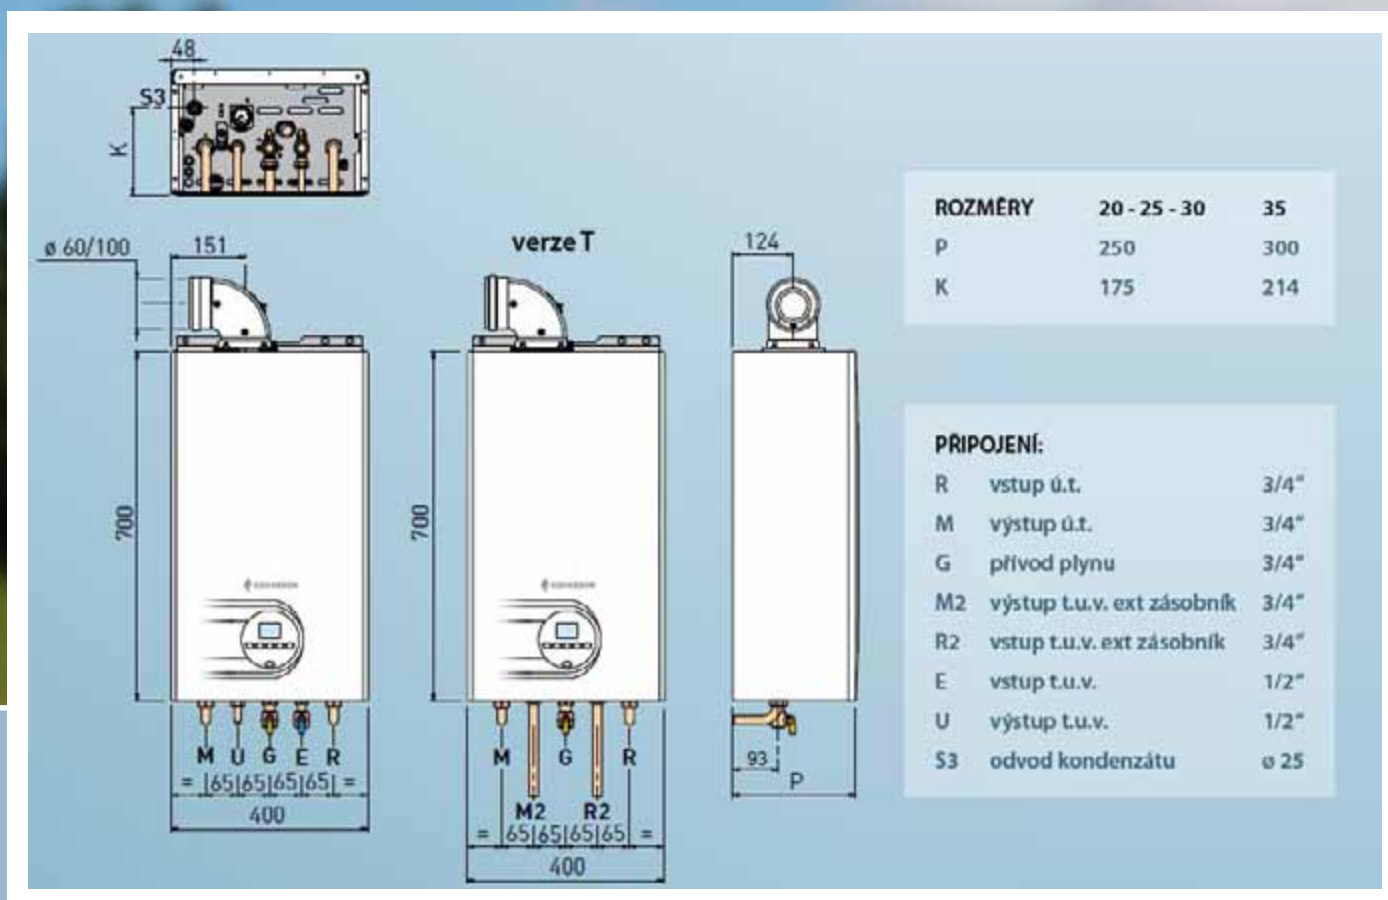 48
S3
K
ø 60/100
151
700
M U G E R
= 65 65 65 65 =
400
verze T
700
M G R
M2 R2
= 65 65 65 65 =
400
124
93
P
ROZMĚRY 20 - 25 - 30 35
P 250 300
K 175 214
PŘIPOJENÍ:
R vstup ú.t. 3/4"
M výstup ú.t. 3/4"
G přívod plynu 3/4"
M2 výstup t.u.v. ext zásobník 3/4"
R2 vstup t.u.v. ext zásobník 3/4"
E vstup t.u.v. 1/2"
U výstup t.u.v. 1/2"
S3 odvod kondenzátu ø 25